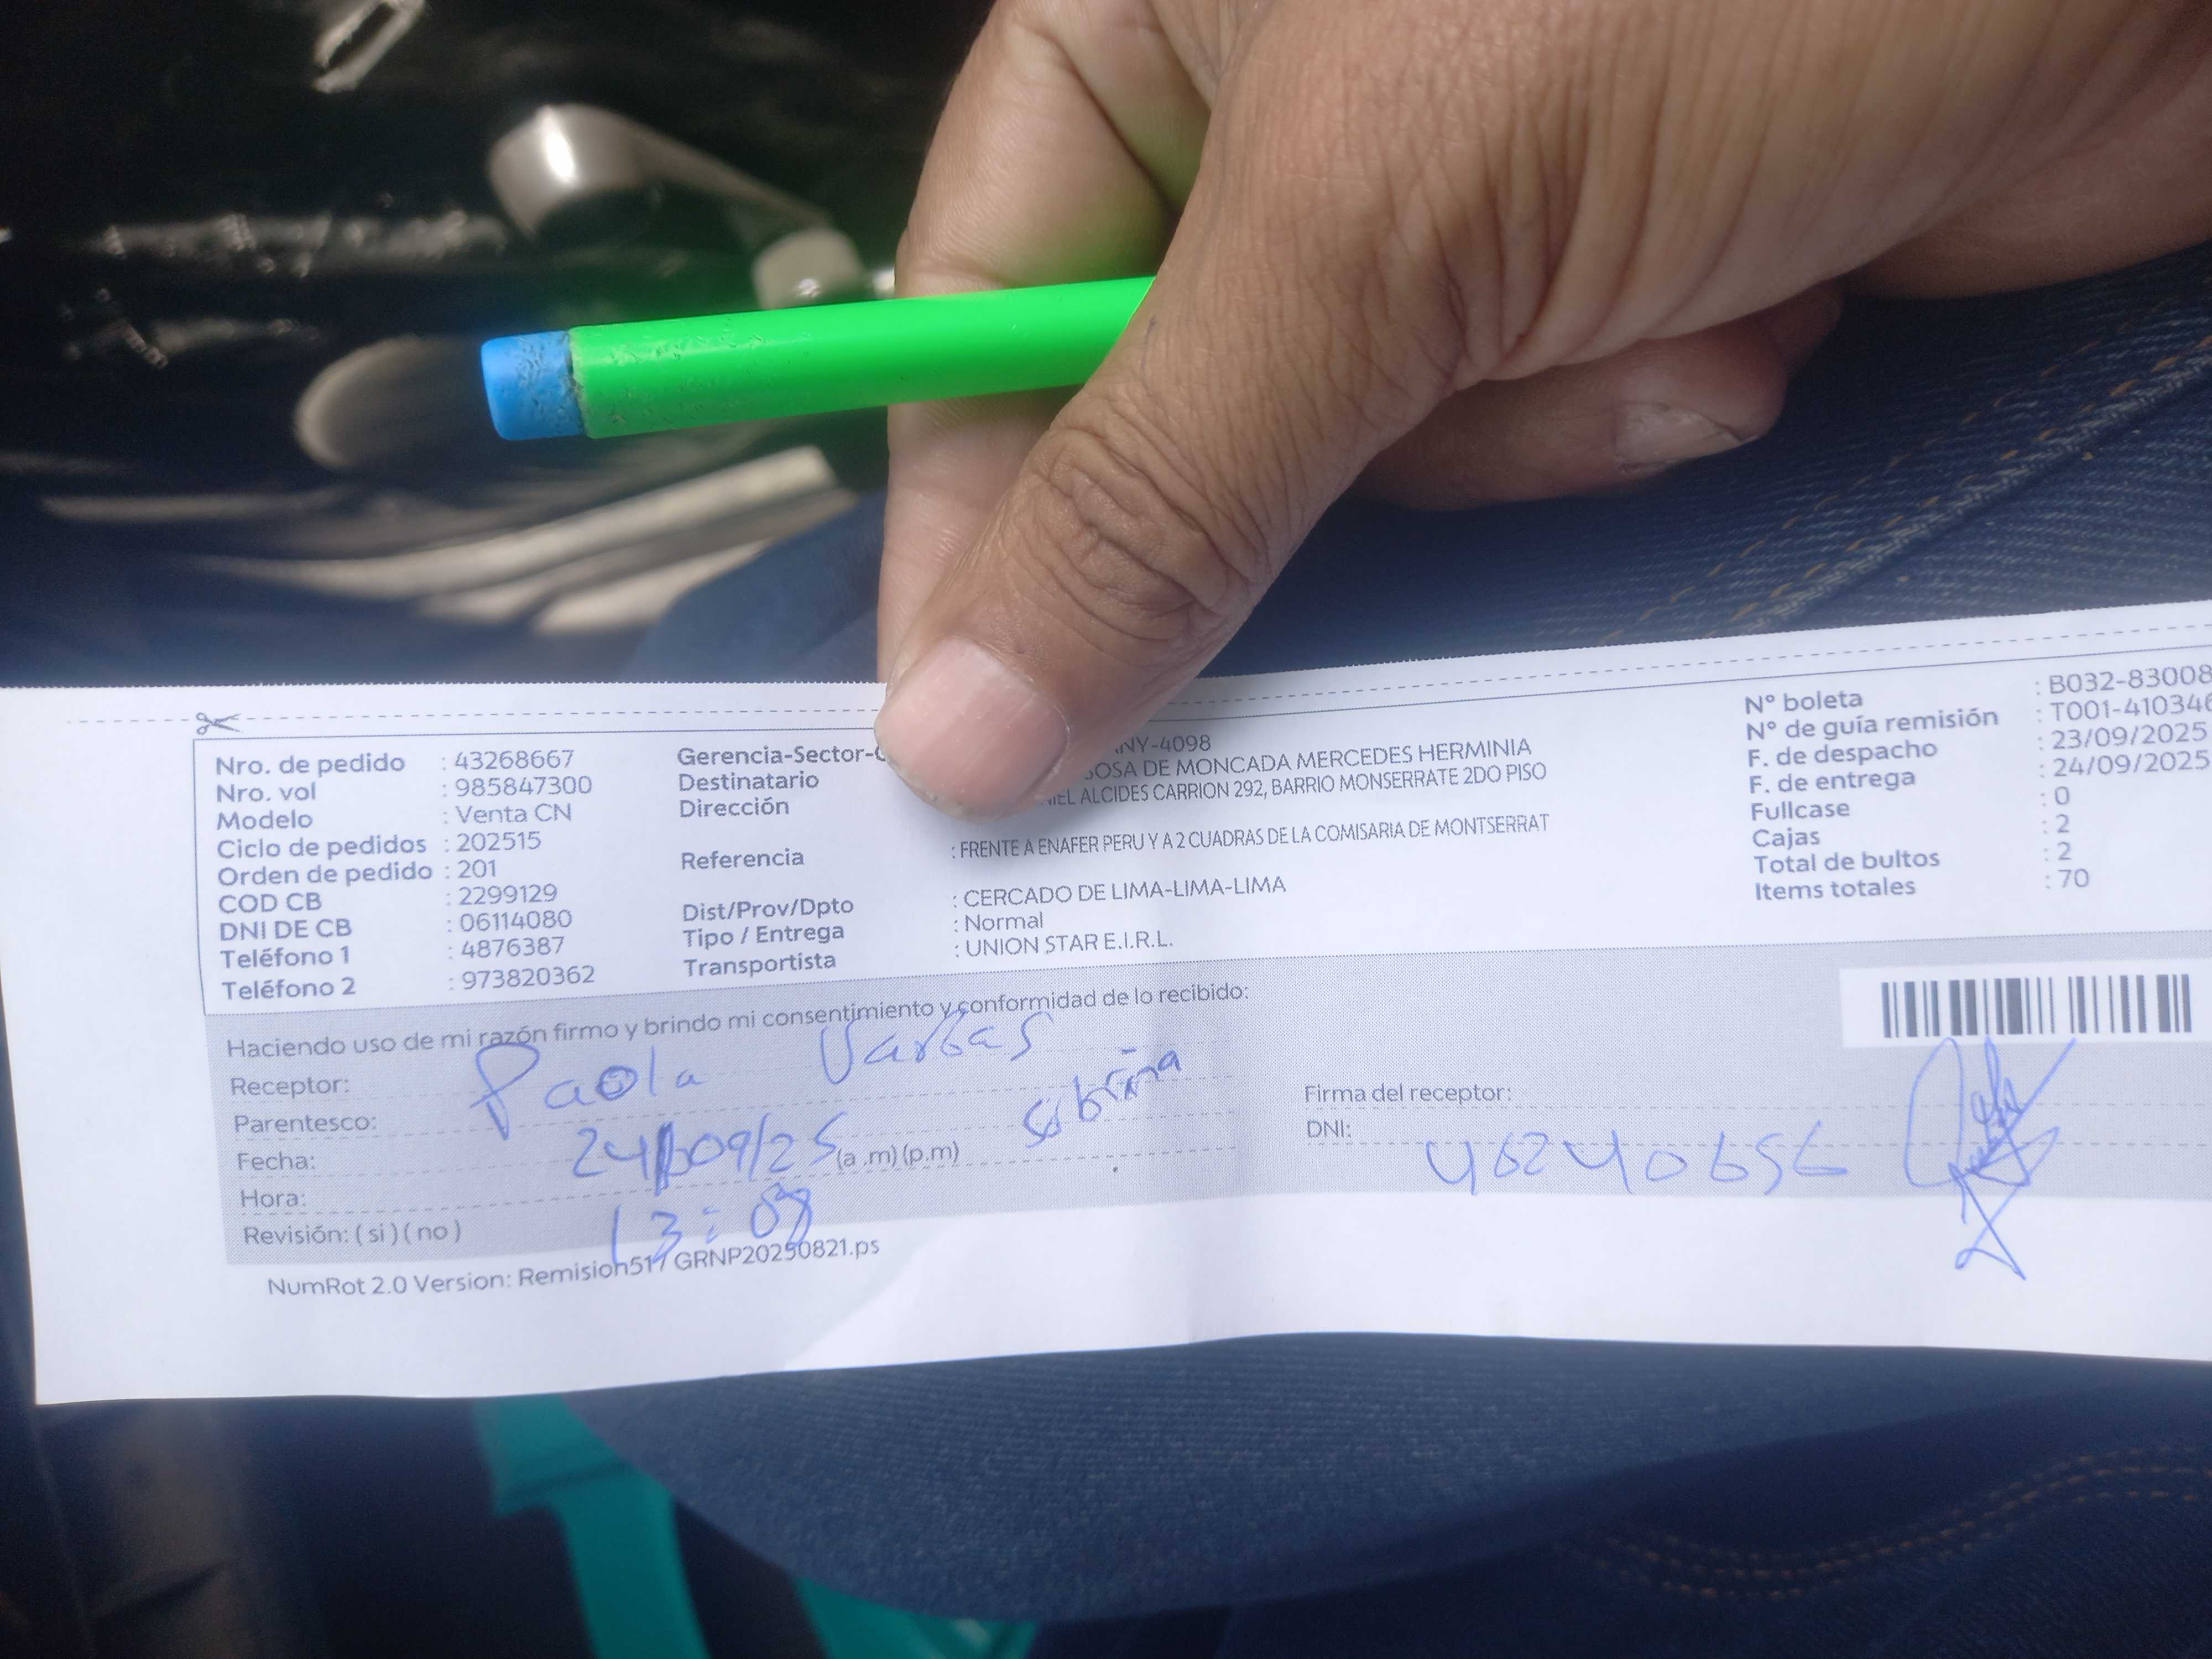 Nro. de pedido : 43268667
Nro. vol : 985847300
Modelo : Venta CN
Ciclo de pedidos : 202515
Orden de pedido : 201
COD CB : 2299129
DNI DE CB : 06114080
Teléfono 1 : 4876387
Teléfono 2 : 973820362
Gerencia-Sector- NY-4098
Destinatario SOSA DE MONCADA MERCEDES HERMINIA
Dirección NIEL ALCIDES CARRION 292, BARRIO MONSERRATE 2DO PISO
Referencia : FRENTE A ENAFER PERU Y A 2 CUADRAS DE LA COMISARIA DE MONTSERRAT
Dist/Prov/Dpto : CERCADO DE LIMA-LIMA-LIMA
Tipo / Entrega : Normal
Transportista : UNION STAR E.I.R.L.
N° boleta : B032-83008
N° de guía remisión : T001-410346
F. de despacho : 23/09/2025
F. de entrega : 24/09/2025
Fullcase : 0
Cajas : 2
Total de bultos : 2
Items totales : 70
Haciendo uso de mi razón firmo y brindo mi consentimiento y conformidad de lo recibido:
Receptor: Paola Vargas
Parentesco: sobrina
Fecha: 24/09/25 (a .m) (p.m)
Hora: 13:08
Revisión: ( si ) ( no )
Firma del receptor:
DNI: 46240656
NumRot 2.0 Version: Remision517 GRNP20250821.ps